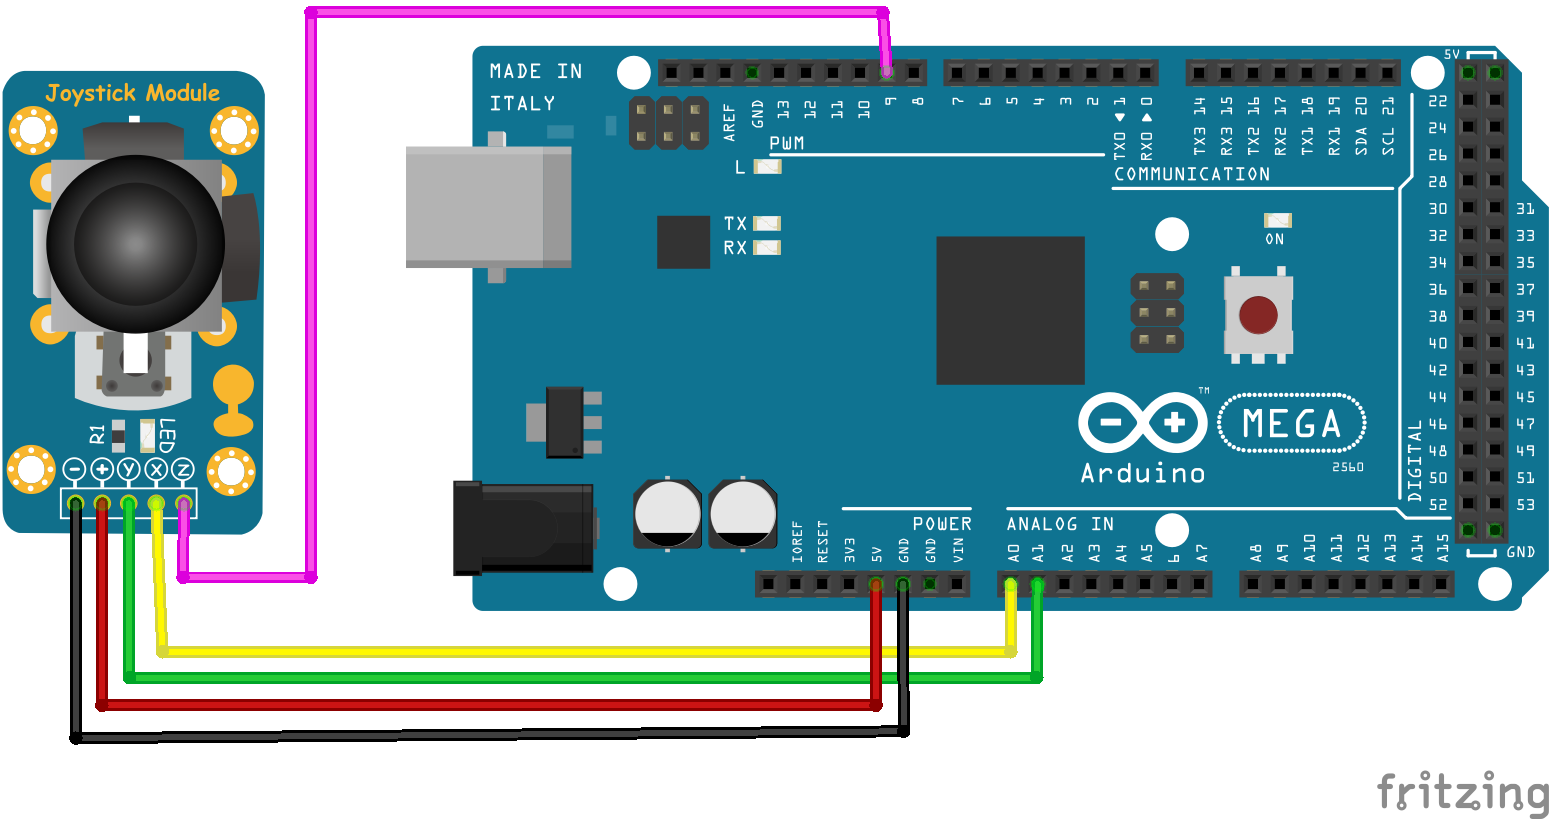 Joystick Module
R1
LED
- + Y X Z
MADE IN
ITALY
AREF
GND
13
12
11
10
9
8
7
6
5
4
3
2
TX0 ▸ 1
RX0 ◂ 0
TX3 14
RX3 15
TX2 16
RX2 17
TX1 18
RX1 19
SDA 20
SCL 21
PWM
COMMUNICATION
L
TX
RX
ON
5V
22
24
26
28
30 31
32 33
34 35
36 37
38 39
40 41
42 43
44 45
46 47
48 49
50 51
52 53
GND
DIGITAL
TM
MEGA
2560
Arduino
POWER
IOREF
RESET
3V3
5V
GND
GND
VIN
ANALOG IN
A0
A1
A2
A3
A4
A5
6
A7
A8
A9
A10
A11
A12
A13
A14
A15
fritzing